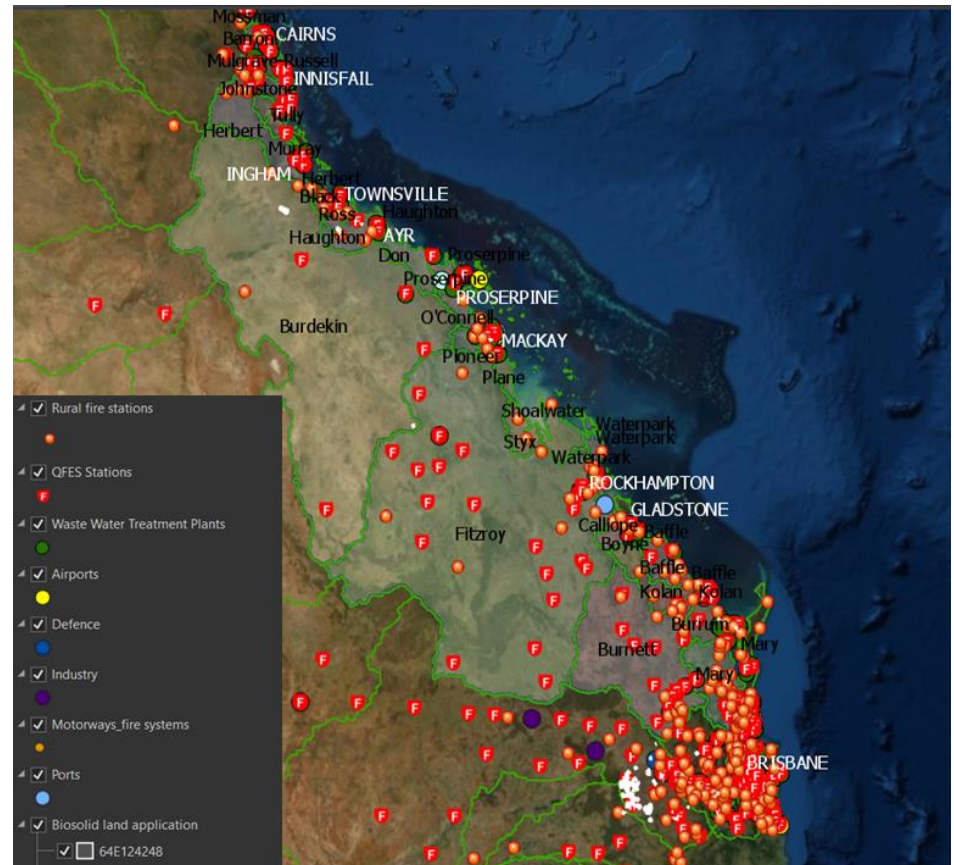 Mossman
CAIRNS
Barron
Mulgrave-Russell
INNISFAIL
Johnstone
Tully
Herbert
Murray
INGHAM
Herbert
Black
TOWNSVILLE
Ross
Haughton
Haughton
AYR
Don
Proserpine
Proserpine
PROSERPINE
O'Connell
Burdekin
MACKAY
Pioneer
Plane
Shoalwater
Waterpark
Styx
Waterpark
Waterpark
ROCKHAMPTON
GLADSTONE
Calliope
Fitzroy
Baffle
Boyne
Baffle
Baffle
Kolan
Kolan
Burrum
Burnett
Mary
Mary
BRISBANE
Rural fire stations
QFES Stations
F
Waste Water Treatment Plants
Airports
Defence
Industry
Motorways_fire systems
Ports
Biosolid land application
64E124248